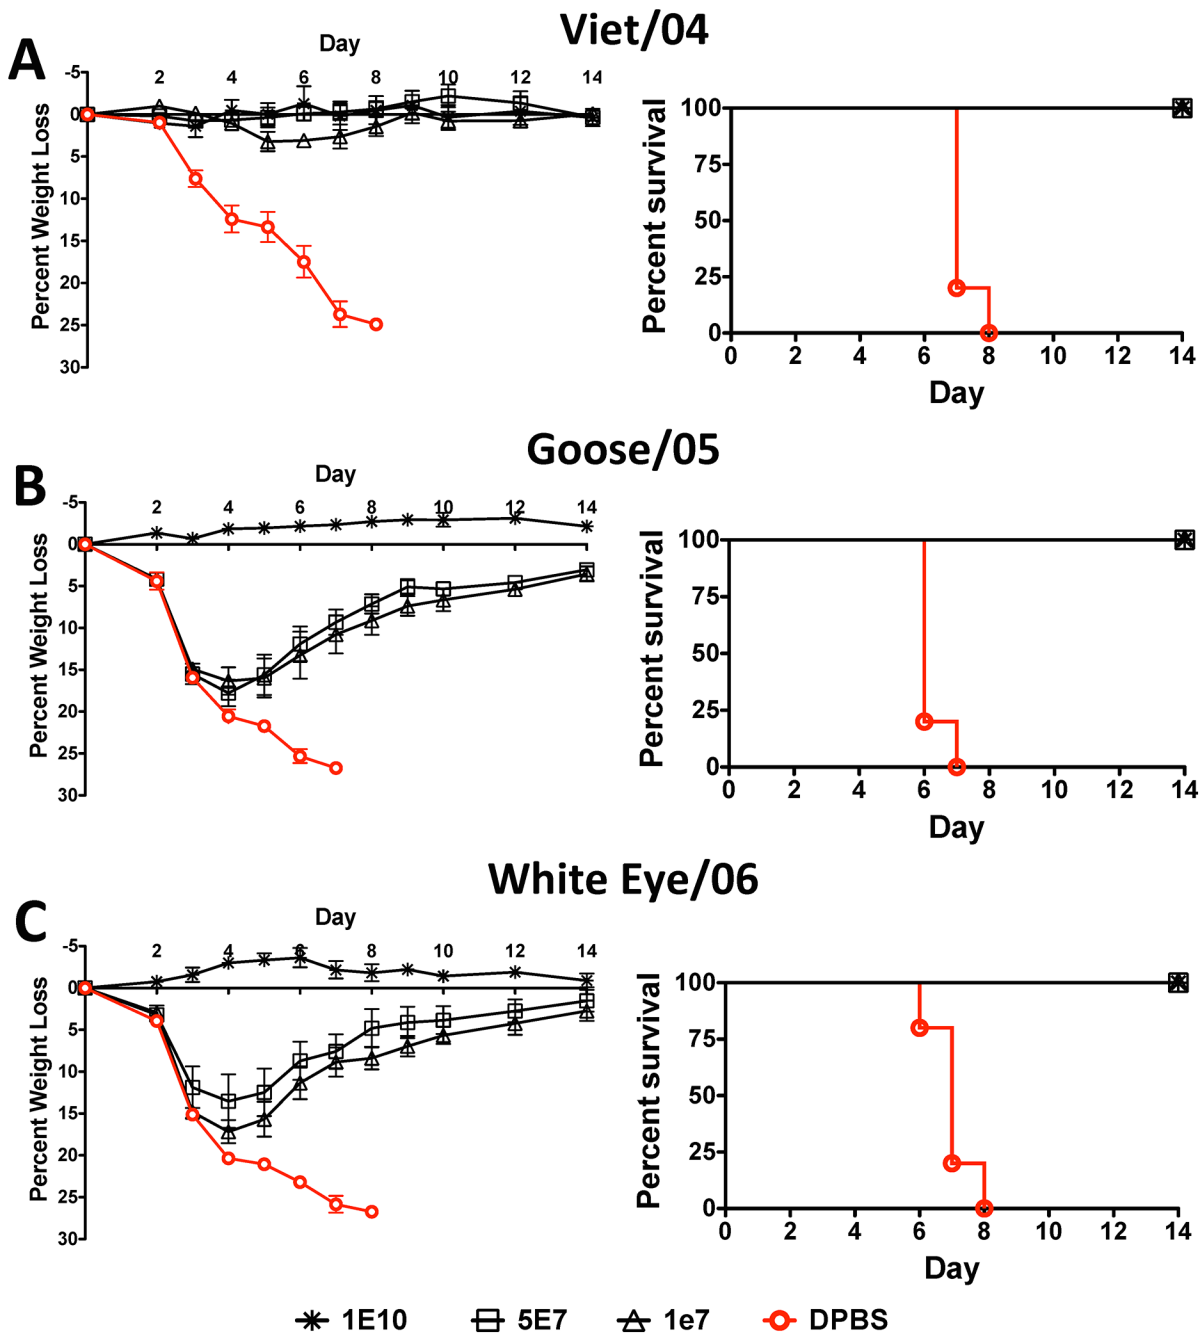 Viet/04
A
Day
-5 0 5 10 15 20 25 30
2 4 6 8 10 12 14
Percent Weight Loss
100 75 50 25 0
Percent survival
0 2 4 6 8 10 12 14
Day
Goose/05
B
Day
-5 0 5 10 15 20 25 30
2 4 6 8 10 12 14
Percent Weight Loss
100 75 50 25 0
Percent survival
0 2 4 6 8 10 12 14
Day
White Eye/06
C
Day
-5 0 5 10 15 20 25 30
2 4 6 8 10 12 14
Percent Weight Loss
100 75 50 25 0
Percent survival
0 2 4 6 8 10 12 14
Day
1E10 5E7 1e7 DPBS